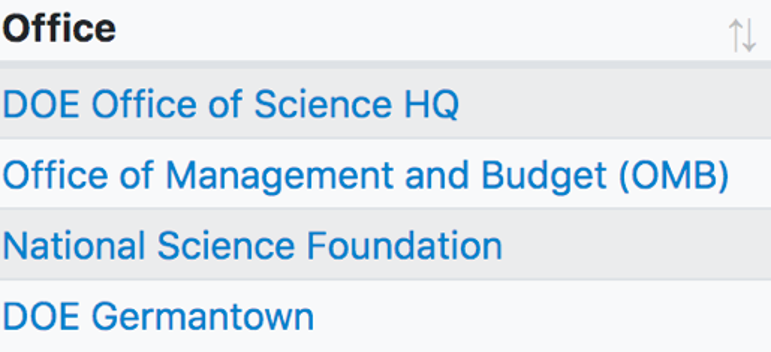 Office
DOE Office of Science HQ
Office of Management and Budget (OMB)
National Science Foundation
DOE Germantown